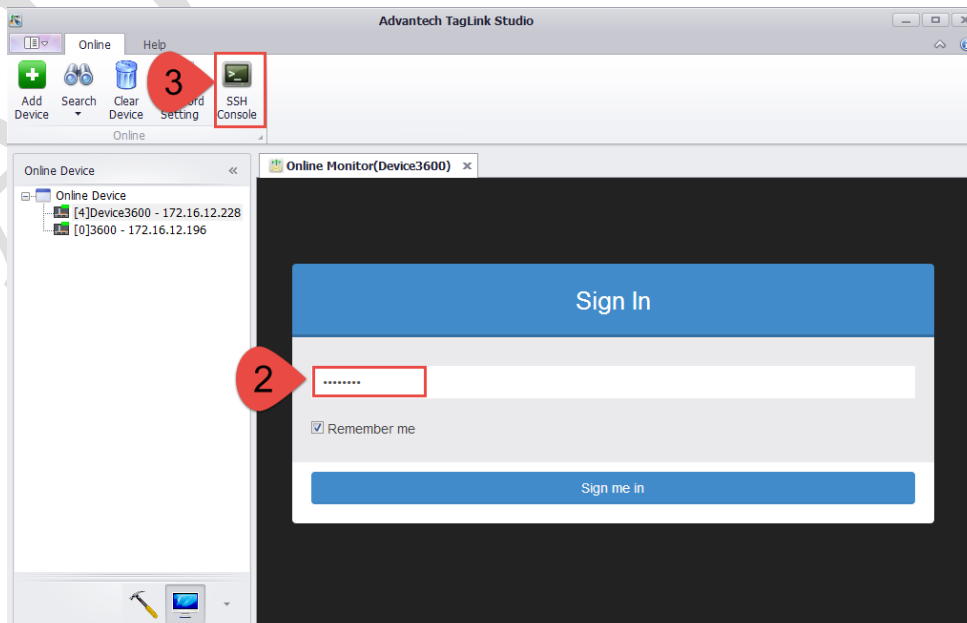 Advantech TagLink Studio
Online Help
Add Device Search Clear Device Setting SSH Console
3
Online
Online Device
Online Monitor(Device3600)
Online Device
[4]Device3600 - 172.16.12.228
[0]3600 - 172.16.12.196
Sign In
2
••••••••
Remember me
Sign me in